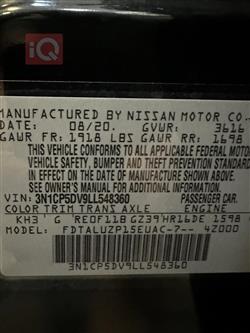 iQ
MANUFACTURED BY NISSAN MOTOR CO.,
DATE: 08/20. GVWR: 3616
GAWR FR: 1918 LBS GAWR RR: 1698
THIS VEHICLE CONFORMS TO ALL APPLICABLE FEDERAL MOTOR
VEHICLE SAFETY, BUMPER AND THEFT PREVENTION STANDARDS
IN EFFECT ON THE DATE OF MANUFACTURE SHOWN ABOVE.
SEE OWNER'S MANUAL FOR ADDITIONAL INFORMATION
VIN: 3N1CP5DV9LL548360 PASSENGER CAR.
COLOR TRIM TRANS AXLE ENGINE
KH3 G RE0F11B GZ39 HR16DE 1598
MODEL: FDTALUZP15EUAC-7-- 4Z000
3N1CP5DV9LL548360